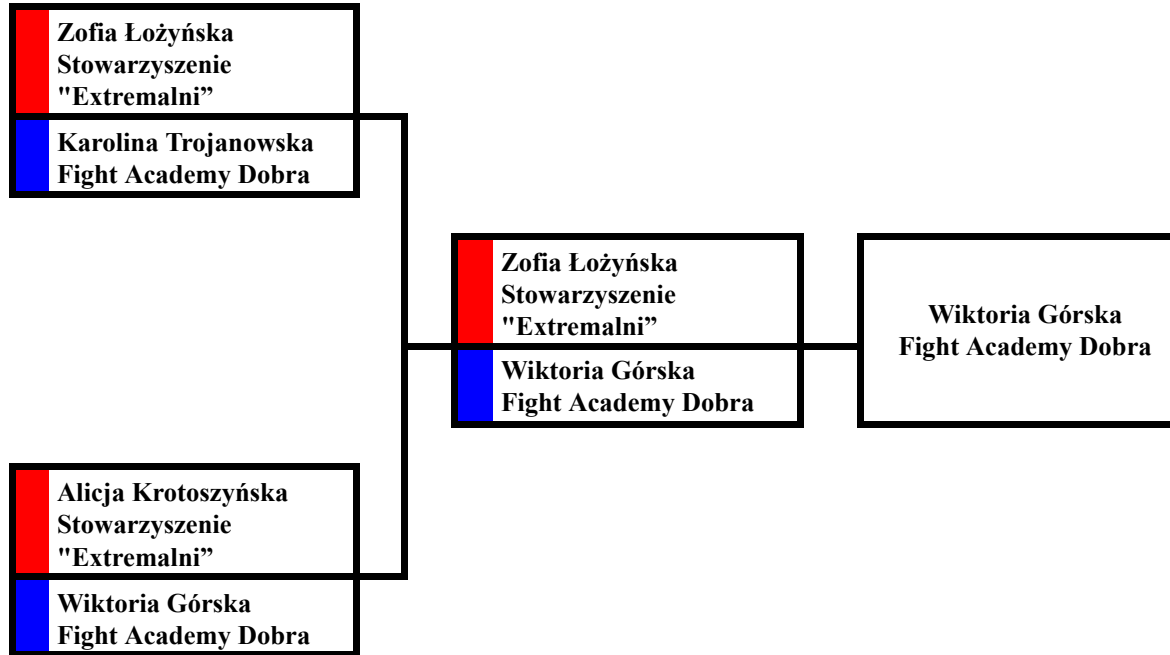 Zofia Łożyńska
Stowarzyszenie
"Extremalni”
Karolina Trojanowska
Fight Academy Dobra
Zofia Łożyńska
Stowarzyszenie
"Extremalni”
Wiktoria Górska
Fight Academy Dobra
Wiktoria Górska
Fight Academy Dobra
Alicja Krotoszyńska
Stowarzyszenie
"Extremalni”
Wiktoria Górska
Fight Academy Dobra